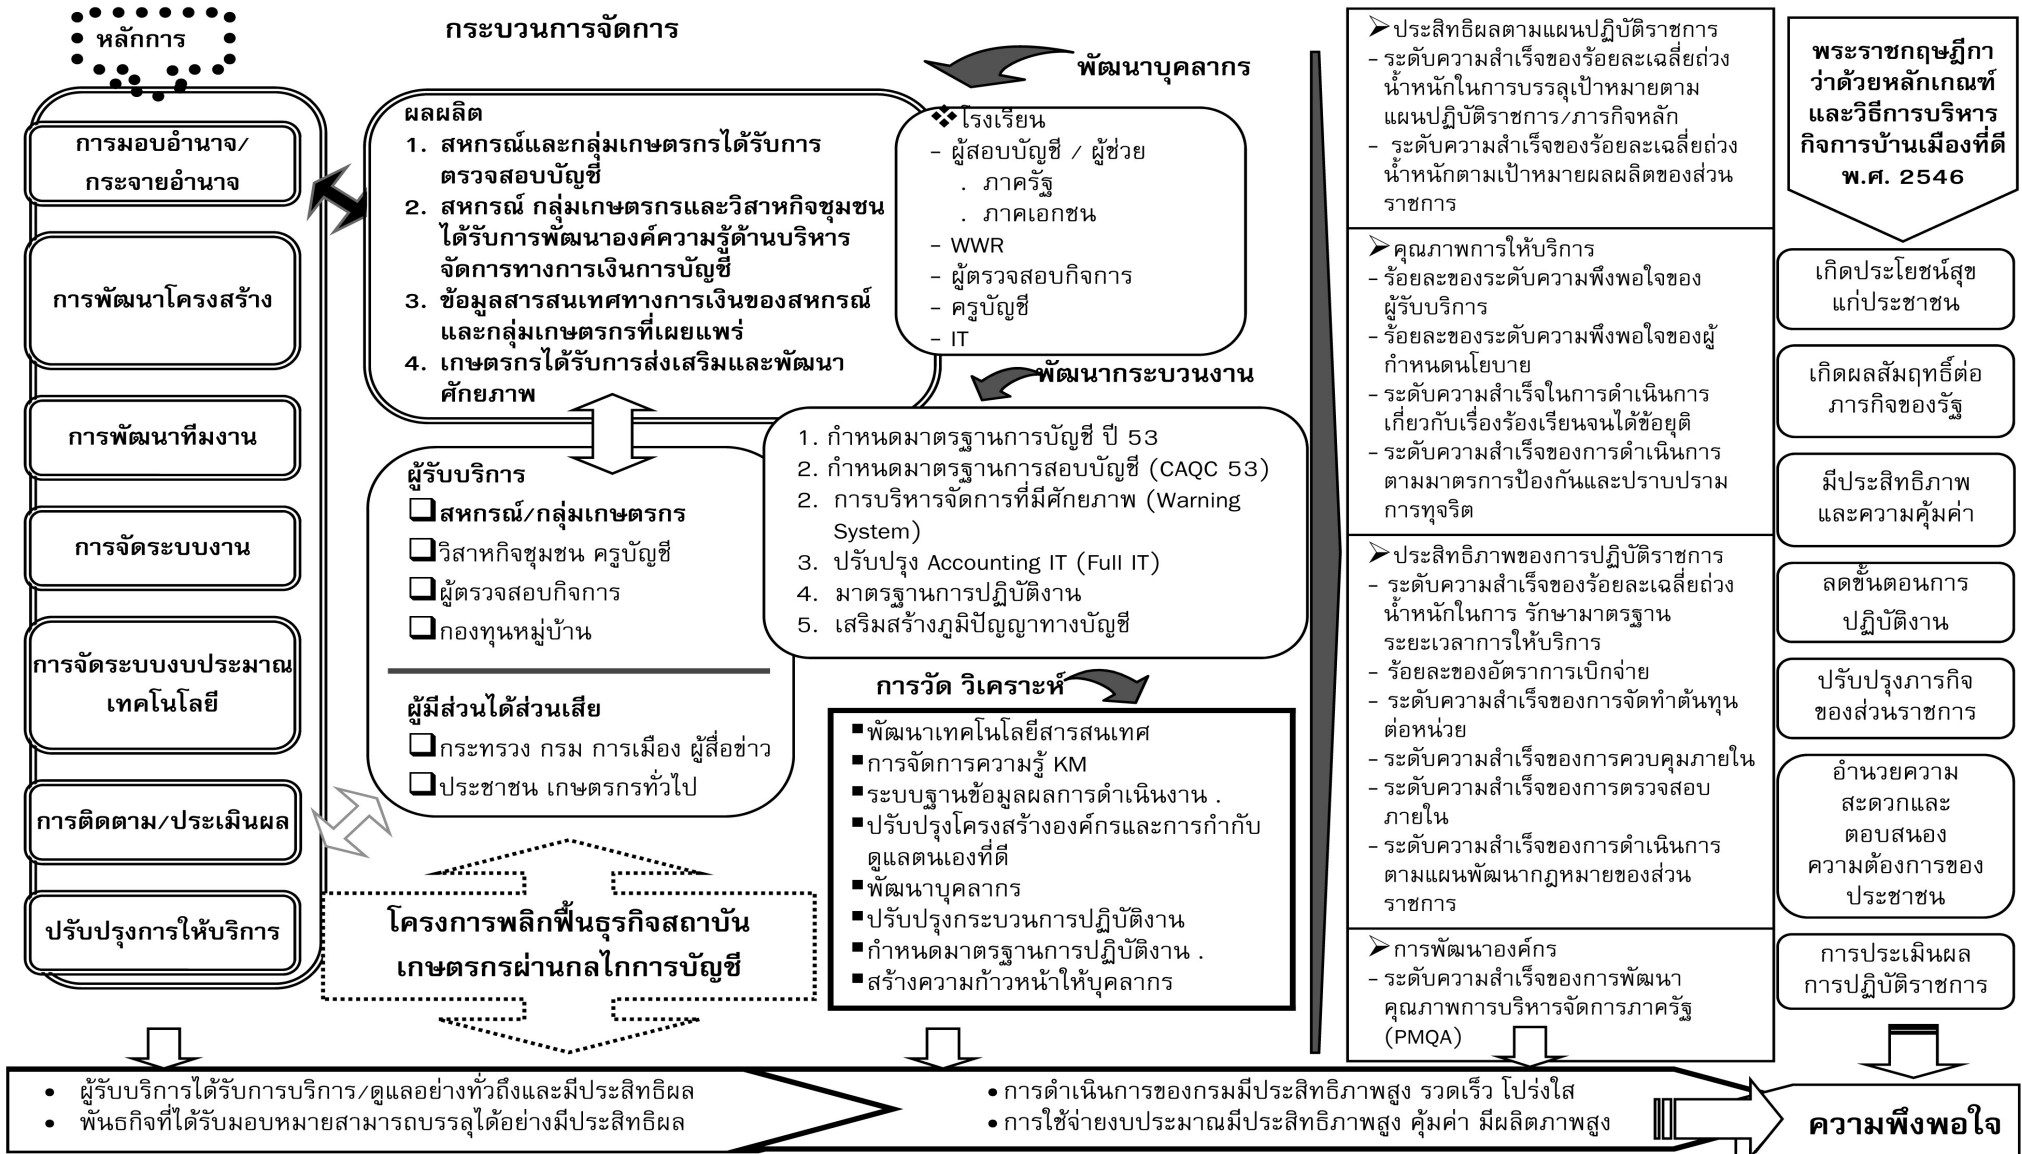 หลักการ
การมอบอำนาจ/
กระจายอำนาจ
การพัฒนาโครงสร้าง
การพัฒนาทีมงาน
การจัดระบบงาน
การจัดระบบงบประมาณ
เทคโนโลยี
การติดตาม/ประเมินผล
ปรับปรุงการให้บริการ
กระบวนการจัดการ
ผลผลิต
1. สหกรณ์และกลุ่มเกษตรกรได้รับการ
ตรวจสอบบัญชี
2. สหกรณ์ กลุ่มเกษตรกรและวิสาหกิจชุมชน
ได้รับการพัฒนาองค์ความรู้ด้านบริหาร
จัดการทางการเงินการบัญชี
3. ข้อมูลสารสนเทศทางการเงินของสหกรณ์
และกลุ่มเกษตรกรที่เผยแพร่
4. เกษตรกรได้รับการส่งเสริมและพัฒนา
ศักยภาพ
ผู้รับบริการ
❑สหกรณ์/กลุ่มเกษตรกร
❑วิสาหกิจชุมชน ครูบัญชี
❑ผู้ตรวจสอบกิจการ
❑กองทุนหมู่บ้าน
ผู้มีส่วนได้ส่วนเสีย
❑กระทรวง กรม การเมือง ผู้สื่อข่าว
❑ประชาชน เกษตรกรทั่วไป
โครงการพลิกฟื้นธุรกิจสถาบัน
เกษตรกรผ่านกลไกการบัญชี
พัฒนาบุคลากร
❖โรงเรียน
- ผู้สอบบัญชี / ผู้ช่วย
. ภาครัฐ
. ภาคเอกชน
- WWR
- ผู้ตรวจสอบกิจการ
- ครูบัญชี
- IT
พัฒนากระบวนงาน
1. กำหนดมาตรฐานการบัญชี ปี 53
2. กำหนดมาตรฐานการสอบบัญชี (CAQC 53)
2. การบริหารจัดการที่มีศักยภาพ (Warning
System)
3. ปรับปรุง Accounting IT (Full IT)
4. มาตรฐานการปฏิบัติงาน
5. เสริมสร้างภูมิปัญญาทางบัญชี
การวัด วิเคราะห์
▪พัฒนาเทคโนโลยีสารสนเทศ
▪การจัดการความรู้ KM
▪ระบบฐานข้อมูลผลการดำเนินงาน .
▪ปรับปรุงโครงสร้างองค์กรและการกำกับ
ดูแลตนเองที่ดี
▪พัฒนาบุคลากร
▪ปรับปรุงกระบวนการปฏิบัติงาน
▪กำหนดมาตรฐานการปฏิบัติงาน .
▪สร้างความก้าวหน้าให้บุคลากร
➢ประสิทธิผลตามแผนปฏิบัติราชการ
- ระดับความสำเร็จของร้อยละเฉลี่ยถ่วง
น้ำหนักในการบรรลุเป้าหมายตาม
แผนปฏิบัติราชการ/ภารกิจหลัก
- ระดับความสำเร็จของร้อยละเฉลี่ยถ่วง
น้ำหนักตามเป้าหมายผลผลิตของส่วน
ราชการ
➢คุณภาพการให้บริการ
- ร้อยละของระดับความพึงพอใจของ
ผู้รับบริการ
- ร้อยละของระดับความพึงพอใจของผู้
กำหนดนโยบาย
- ระดับความสำเร็จในการดำเนินการ
เกี่ยวกับเรื่องร้องเรียนจนได้ข้อยุติ
- ระดับความสำเร็จของการดำเนินการ
ตามมาตรการป้องกันและปราบปราม
การทุจริต
➢ประสิทธิภาพของการปฏิบัติราชการ
- ระดับความสำเร็จของร้อยละเฉลี่ยถ่วง
น้ำหนักในการ รักษามาตรฐาน
ระยะเวลาการให้บริการ
- ร้อยละของอัตราการเบิกจ่าย
- ระดับความสำเร็จของการจัดทำต้นทุน
ต่อหน่วย
- ระดับความสำเร็จของการควบคุมภายใน
- ระดับความสำเร็จของการตรวจสอบ
ภายใน
- ระดับความสำเร็จของการดำเนินการ
ตามแผนพัฒนากฎหมายของส่วน
ราชการ
➢การพัฒนาองค์กร
- ระดับความสำเร็จของการพัฒนา
คุณภาพการบริหารจัดการภาครัฐ
(PMQA)
พระราชกฤษฎีกา
ว่าด้วยหลักเกณฑ์
และวิธีการบริหาร
กิจการบ้านเมืองที่ดี
พ.ศ. 2546
เกิดประโยชน์สุข
แก่ประชาชน
เกิดผลสัมฤทธิ์ต่อ
ภารกิจของรัฐ
มีประสิทธิภาพ
และความคุ้มค่า
ลดขั้นตอนการ
ปฏิบัติงาน
ปรับปรุงภารกิจ
ของส่วนราชการ
อำนวยความ
สะดวกและ
ตอบสนอง
ความต้องการของ
ประชาชน
การประเมินผล
การปฏิบัติราชการ
• ผู้รับบริการได้รับการบริการ/ดูแลอย่างทั่วถึงและมีประสิทธิผล
• พันธกิจที่ได้รับมอบหมายสามารถบรรลุได้อย่างมีประสิทธิผล
• การดำเนินการของกรมมีประสิทธิภาพสูง รวดเร็ว โปร่งใส
• การใช้จ่ายงบประมาณมีประสิทธิภาพสูง คุ้มค่า มีผลิตภาพสูง
ความพึงพอใจ